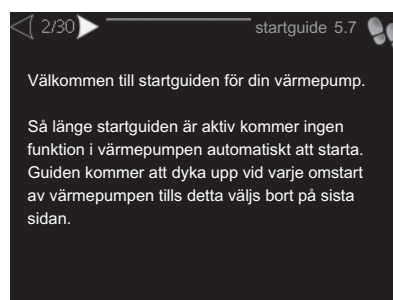 2/30 startguide 5.7
Välkommen till startguiden för din värmepump.
Så länge startguiden är aktiv kommer ingen
funktion i värmepumpen automatiskt att starta.
Guiden kommer att dyka upp vid varje omstart
av värmepumpen tills detta väljs bort på sista
sidan.